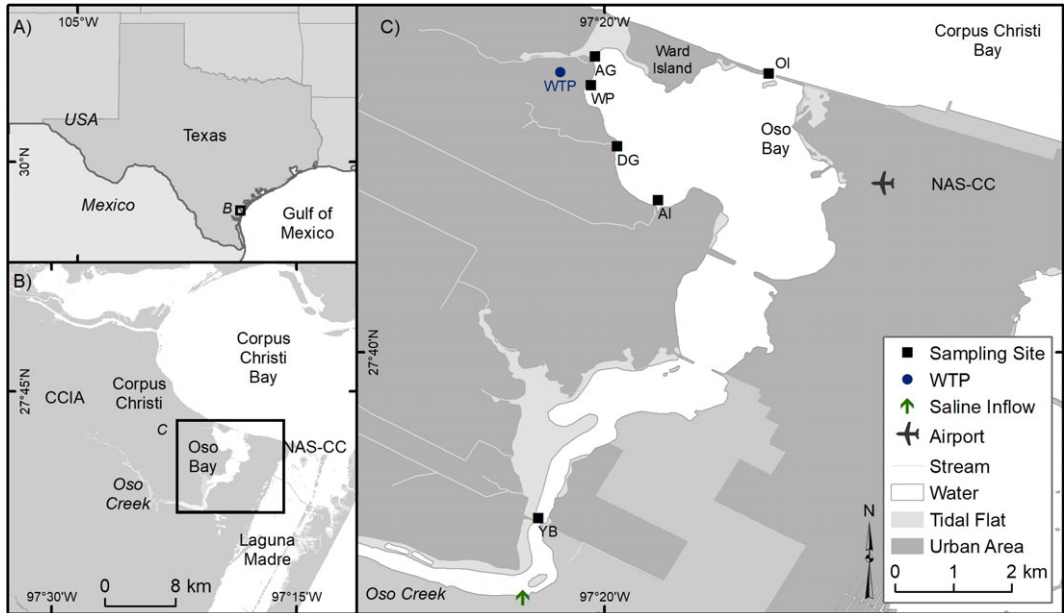 A)
105°W
USA
Texas
30°N
Mexico
B
Gulf of
Mexico
B)
27°45'N
CCIA
Corpus
Christi
Corpus
Christi
Bay
C
Oso
Bay
NAS-CC
Oso
Creek
Laguna
Madre
0 8 km
97°30'W
97°15'W
C)
97°20'W
Corpus Christi
Bay
Ward
Island
OI
AG
WTP
WP
Oso
Bay
DG
NAS-CC
AI
27°40'N
YB
Oso Creek
97°20'W
Sampling Site
WTP
Saline Inflow
Airport
Stream
Water
Tidal Flat
Urban Area
N
0 1 2 km